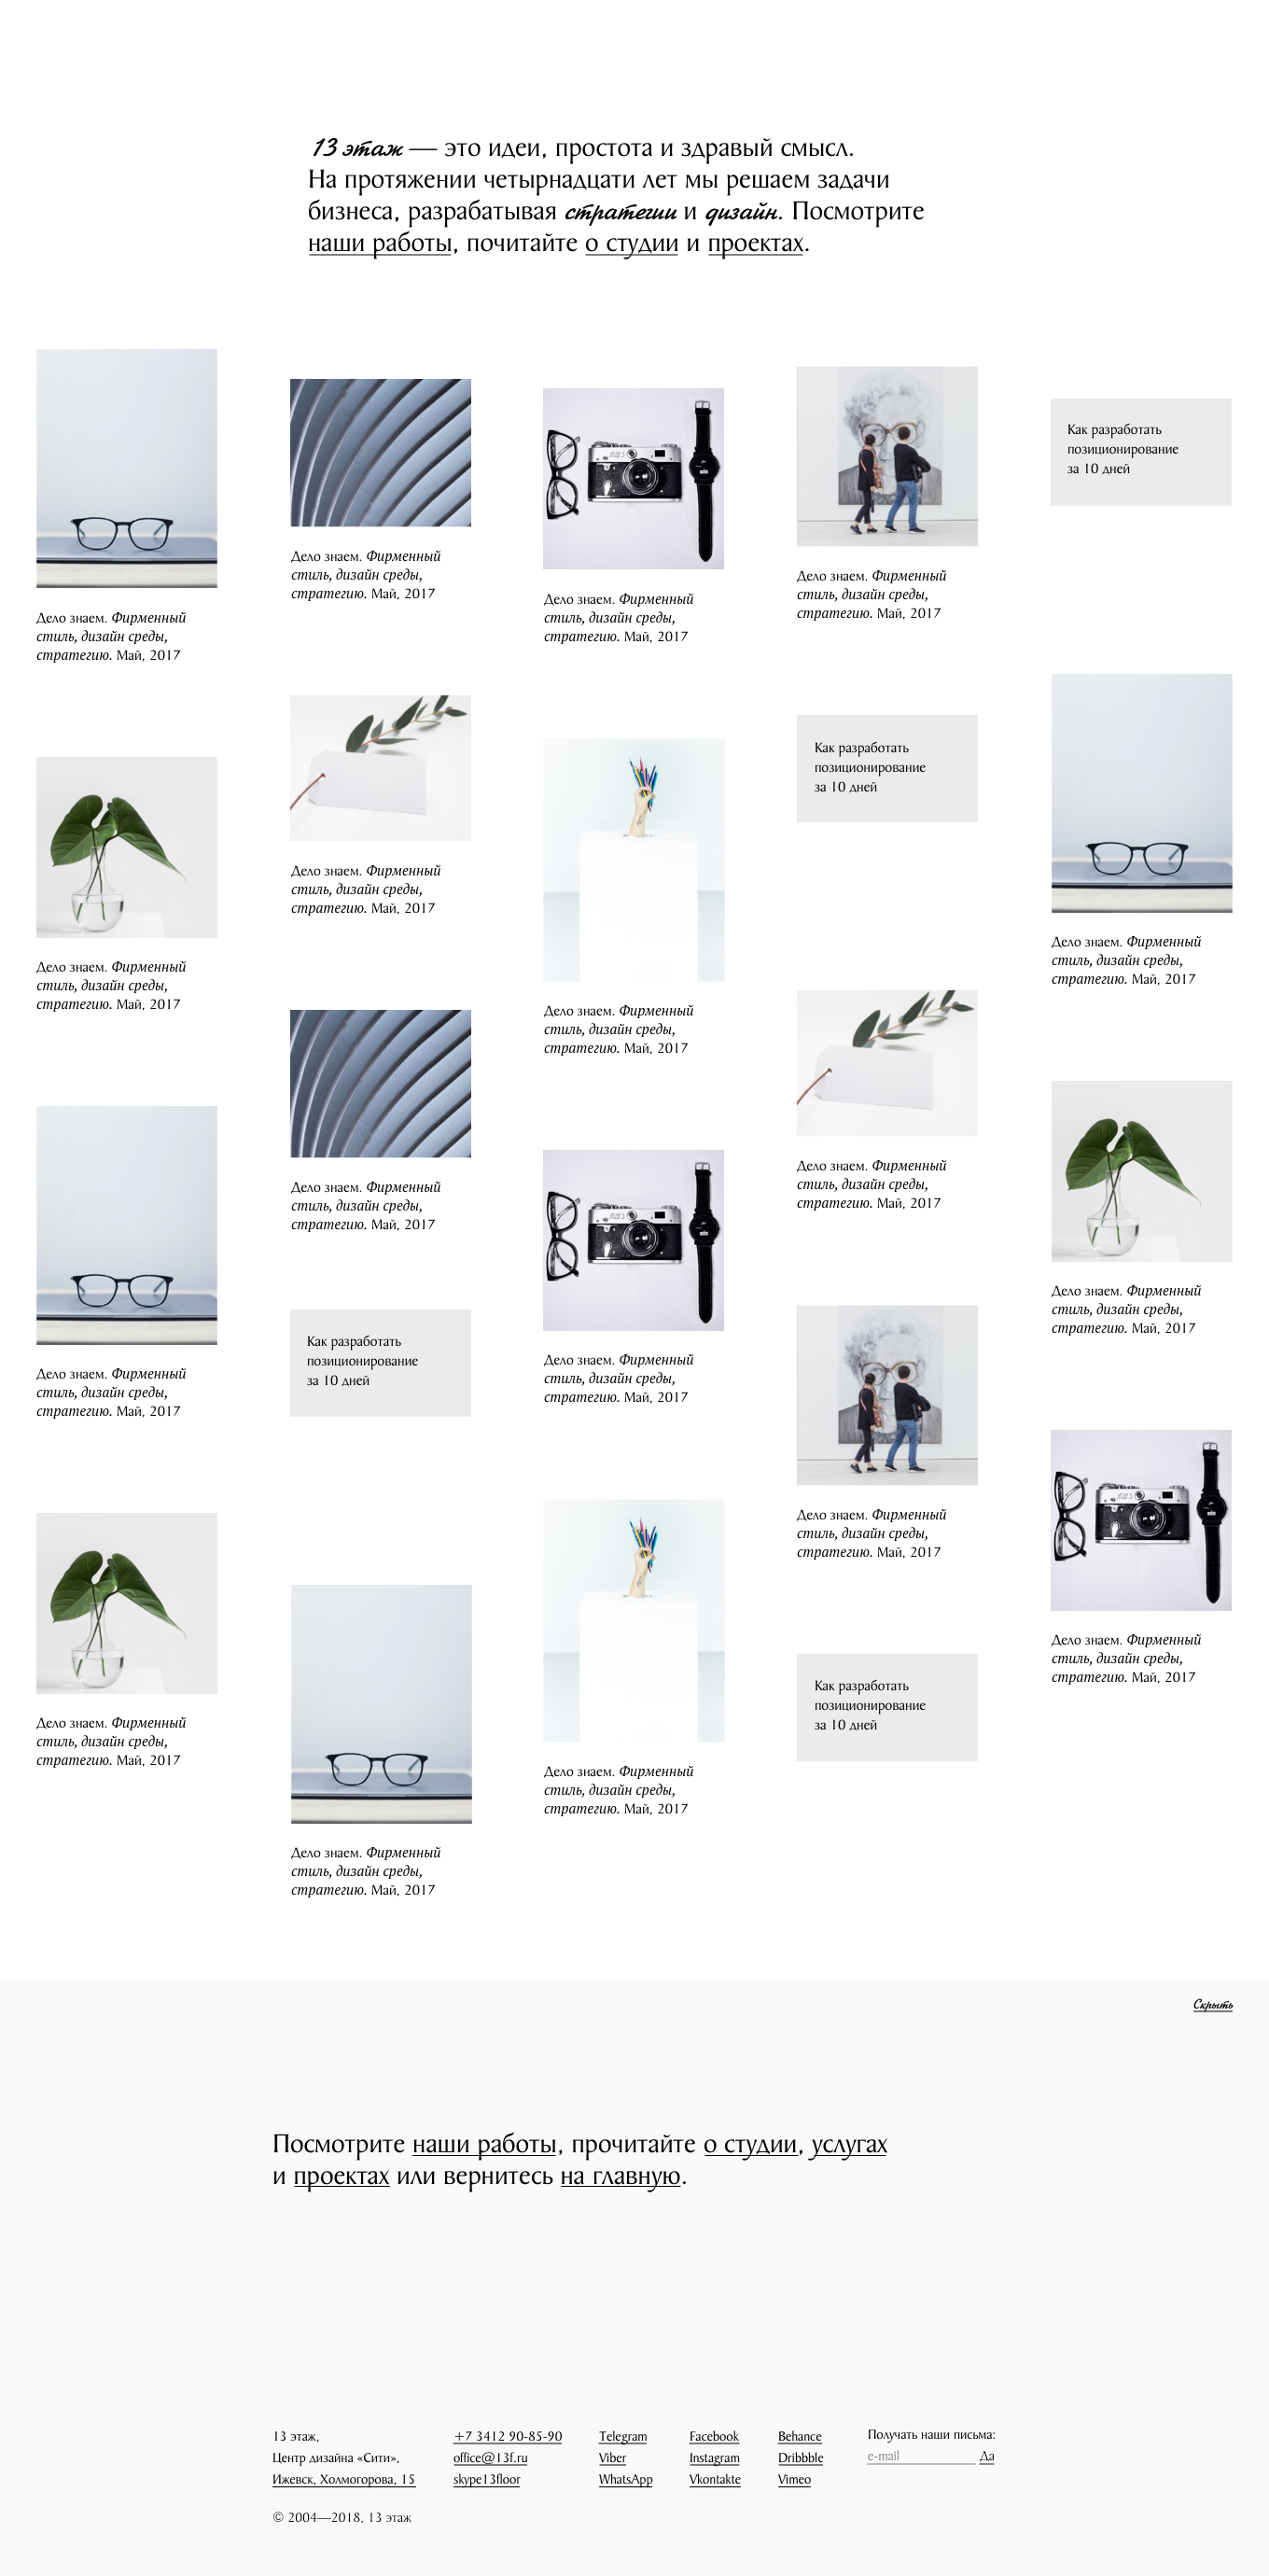 13 этаж — это идеи, простота и здравый смысл.
На протяжении четырнадцати лет мы решаем задачи
бизнеса, разрабатывая стратегии и дизайн. Посмотрите
наши работы, почитайте о студии и проектах.
Дело знаем. Фирменный
стиль, дизайн среды,
стратегию. Май, 2017
Дело знаем. Фирменный
стиль, дизайн среды,
стратегию. Май, 2017
Дело знаем. Фирменный
стиль, дизайн среды,
стратегию. Май, 2017
Дело знаем. Фирменный
стиль, дизайн среды,
стратегию. Май, 2017
Дело знаем. Фирменный
стиль, дизайн среды,
стратегию. Май, 2017
Дело знаем. Фирменный
стиль, дизайн среды,
стратегию. Май, 2017
Дело знаем. Фирменный
стиль, дизайн среды,
стратегию. Май, 2017
Как разработать
позиционирование
за 10 дней
Дело знаем. Фирменный
стиль, дизайн среды,
стратегию. Май, 2017
Дело знаем. Фирменный
стиль, дизайн среды,
стратегию. Май, 2017
Дело знаем. Фирменный
стиль, дизайн среды,
стратегию. Май, 2017
Дело знаем. Фирменный
стиль, дизайн среды,
стратегию. Май, 2017
Дело знаем. Фирменный
стиль, дизайн среды,
стратегию. Май, 2017
Дело знаем. Фирменный
стиль, дизайн среды,
стратегию. Май, 2017
Как разработать
позиционирование
за 10 дней
Дело знаем. Фирменный
стиль, дизайн среды,
стратегию. Май, 2017
Дело знаем. Фирменный
стиль, дизайн среды,
стратегию. Май, 2017
Как разработать
позиционирование
за 10 дней
Как разработать
позиционирование
за 10 дней
Дело знаем. Фирменный
стиль, дизайн среды,
стратегию. Май, 2017
Дело знаем. Фирменный
стиль, дизайн среды,
стратегию. Май, 2017
Дело знаем. Фирменный
стиль, дизайн среды,
стратегию. Май, 2017
Скрыть
Посмотрите наши работы, прочитайте о студии, услугах
и проектах или вернитесь на главную.
13 этаж,
Центр дизайна «Сити»,
Ижевск, Холмогорова, 15
+7 3412 90-85-90
office@13f.ru
skype13floor
Telegram
Viber
WhatsApp
Facebook
Instagram
Vkontakte
Behance
Dribbble
Vimeo
Получать наши письма:
e-mail Да
© 2004—2018, 13 этаж